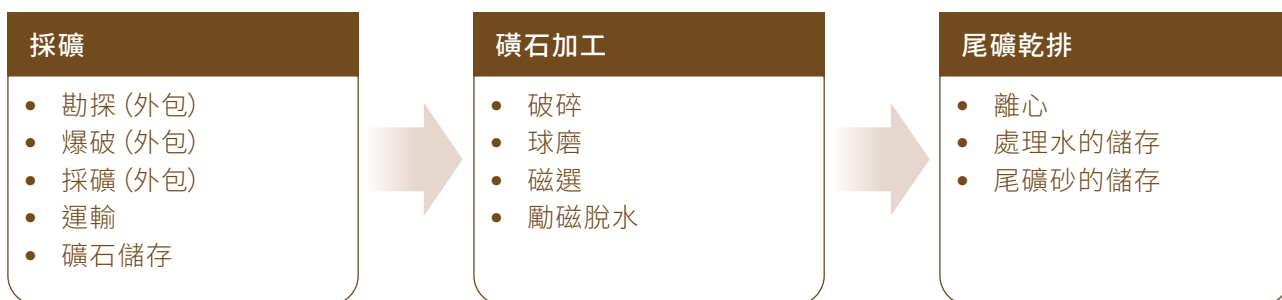 採礦
• 勘探（外包）
• 爆破（外包）
• 採礦（外包）
• 運輸
• 礦石儲存
磺石加工
• 破碎
• 球磨
• 磁選
• 勵磁脫水
尾礦乾排
• 離心
• 處理水的儲存
• 尾礦砂的儲存